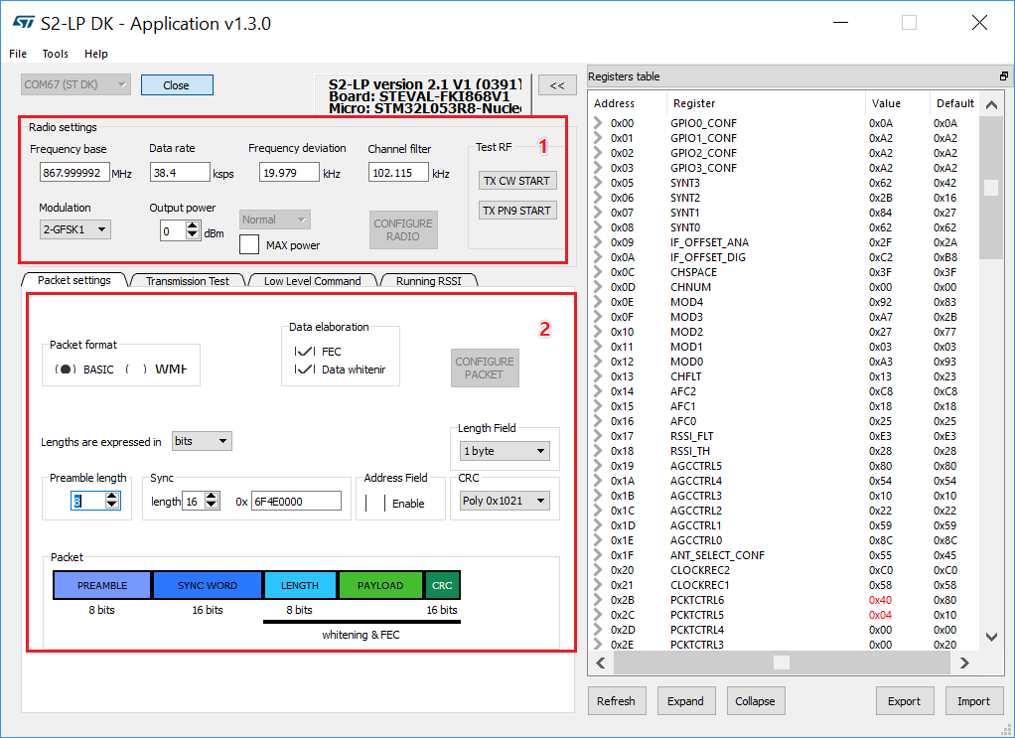 S2-LP DK - Application v1.3.0
File Tools Help
COM67 (ST DK)
Close
S2-LP version 2.1 V1 (0391)
Board: STEVAL-FKI868V1
Micro: STM32L053R8-Nucleo
<<
Radio settings
1
Frequency base
Data rate
Frequency deviation
Channel filter
Test RF
867.999992 MHz
38.4 ksps
19.979 kHz
102.115 kHz
TX CW START
TX PN9 START
Modulation
Output power
2-GFSK1
0 dBm
Normal
MAX power
CONFIGURE
RADIO
Packet settings
Transmission Test
Low Level Command
Running RSSI
2
Packet format
BASIC
WMH
Data elaboration
FEC
Data whitenir
CONFIGURE
PACKET
Lengths are expressed in bits
Length Field
1 byte
Preamble length
8
Sync
length 16 0x 6F4E0000
Address Field
Enable
CRC
Poly 0x1021
Packet
PREAMBLE SYNC WORD LENGTH PAYLOAD CRC
8 bits 16 bits 8 bits 16 bits
whitening & FEC
Registers table
Address Register Value Default
0x00 GPIO0_CONF 0x0A 0x0A
0x01 GPIO1_CONF 0xA2 0xA2
0x02 GPIO2_CONF 0xA2 0xA2
0x03 GPIO3_CONF 0xA2 0xA2
0x05 SYNT3 0x62 0x42
0x06 SYNT2 0x2B 0x16
0x07 SYNT1 0x84 0x27
0x08 SYNT0 0x62 0x62
0x09 IF_OFFSET_ANA 0x2F 0x2A
0x0A IF_OFFSET_DIG 0xC2 0xB8
0x0C CHSPACE 0x3F 0x3F
0x0D CHNUM 0x00 0x00
0x0E MOD4 0x92 0x83
0x0F MOD3 0xA7 0x2B
0x10 MOD2 0x27 0x77
0x11 MOD1 0x03 0x03
0x12 MOD0 0xA3 0x93
0x13 CHFLT 0x13 0x23
0x14 AFC2 0xC8 0xC8
0x15 AFC1 0x18 0x18
0x16 AFC0 0x25 0x25
0x17 RSSI_FLT 0xE3 0xE3
0x18 RSSI_TH 0x28 0x28
0x19 AGCCTRL5 0x80 0x80
0x1A AGCCTRL4 0x54 0x54
0x1B AGCCTRL3 0x10 0x10
0x1C AGCCTRL2 0x22 0x22
0x1D AGCCTRL1 0x59 0x59
0x1E AGCCTRL0 0x8C 0x8C
0x1F ANT_SELECT_CONF 0x55 0x45
0x20 CLOCKREC2 0xC0 0xC0
0x21 CLOCKREC1 0x58 0x58
0x2B PCKTCTRL6 0x40 0x80
0x2C PCKTCTRL5 0x04 0x10
0x2D PCKTCTRL4 0x00 0x00
0x2E PCKTCTRL3 0x00 0x20
Refresh
Expand
Collapse
Export
Import